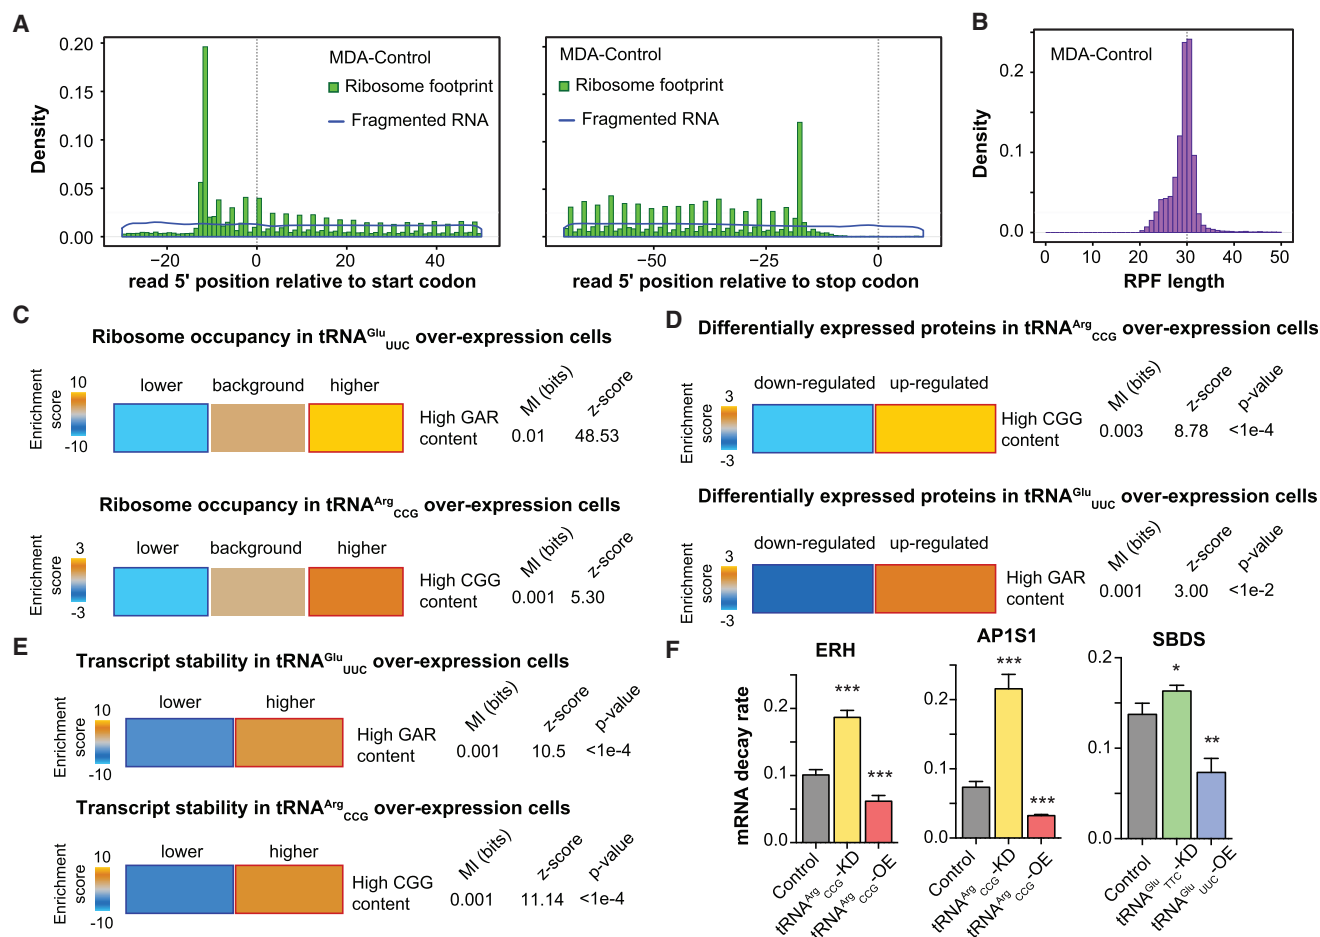 A
0.20
0.15
0.10
0.05
0.00
Density
MDA-Control
Ribosome footprint
Fragmented RNA
−20 0 20 40
read 5' position relative to start codon
MDA-Control
Ribosome footprint
Fragmented RNA
−50 −25 0
read 5' position relative to stop codon
B
MDA-Control
0.2
0.1
0.0
Density
0 10 20 30 40 50
RPF length
C
Ribosome occupancy in tRNAGluUUC over-expression cells
Enrichment score
10
-10
lower background higher
High GAR content
MI (bits) z-score
0.01 48.53
Ribosome occupancy in tRNAArgCCG over-expression cells
Enrichment score
3
-3
lower background higher
High CGG content
MI (bits) z-score
0.001 5.30
D
Differentially expressed proteins in tRNAArgCCG over-expression cells
Enrichment score
3
-3
down-regulated up-regulated
High CGG content
MI (bits) z-score p-value
0.003 8.78 <1e-4
Differentially expressed proteins in tRNAGluUUC over-expression cells
Enrichment score
3
-3
down-regulated up-regulated
High GAR content
MI (bits) z-score p-value
0.001 3.00 <1e-2
E
Transcript stability in tRNAGluUUC over-expression cells
Enrichment score
10
-10
lower higher
High GAR content
MI (bits) z-score p-value
0.001 10.5 <1e-4
Transcript stability in tRNAArgCCG over-expression cells
Enrichment score
10
-10
lower higher
High CGG content
MI (bits) z-score p-value
0.001 11.14 <1e-4
F
ERH
mRNA decay rate
0.2
0.1
0.0
***
***
Control
tRNAArgCCG-KD
tRNAArgCCG-OE
AP1S1
0.2
0.1
0.0
***
***
Control
tRNAArgCCG-KD
tRNAArgCCG-OE
SBDS
0.2
0.1
0.0
*
**
Control
tRNAGluTTC-KD
tRNAGluUUC-OE